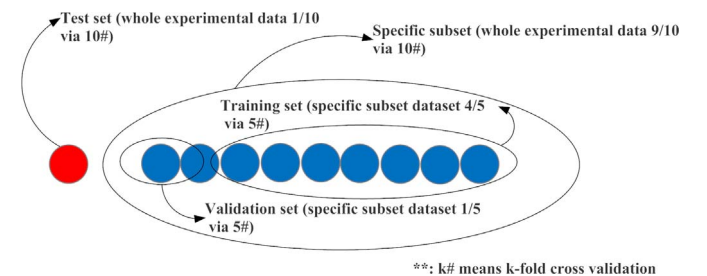 Test set (whole experimental data 1/10
via 10#)
Specific subset (whole experimental data 9/10
via 10#)
Training set (specific subset dataset 4/5
via 5#)
Validation set (specific subset dataset 1/5
via 5#)
**: k# means k-fold cross validation